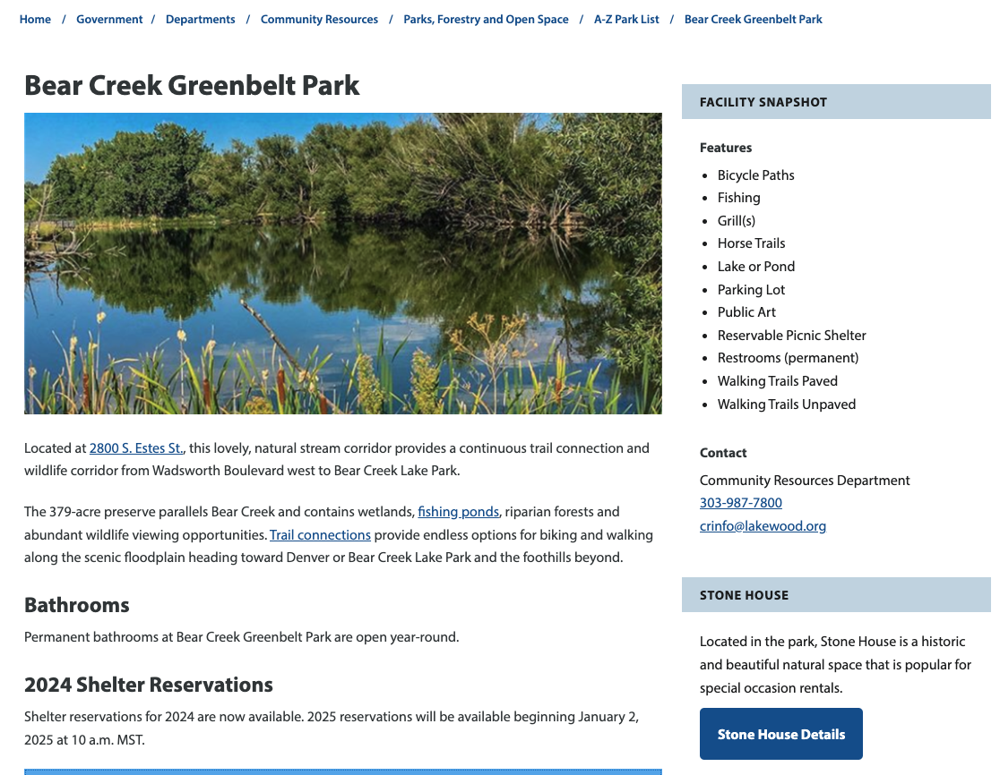 Home / Government / Departments / Community Resources / Parks, Forestry and Open Space / A-Z Park List / Bear Creek Greenbelt Park
Bear Creek Greenbelt Park
Located at 2800 S. Estes St., this lovely, natural stream corridor provides a continuous trail connection and
wildlife corridor from Wadsworth Boulevard west to Bear Creek Lake Park.
The 379-acre preserve parallels Bear Creek and contains wetlands, fishing ponds, riparian forests and
abundant wildlife viewing opportunities. Trail connections provide endless options for biking and walking
along the scenic floodplain heading toward Denver or Bear Creek Lake Park and the foothills beyond.
Bathrooms
Permanent bathrooms at Bear Creek Greenbelt Park are open year-round.
2024 Shelter Reservations
Shelter reservations for 2024 are now available. 2025 reservations will be available beginning January 2,
2025 at 10 a.m. MST.
FACILITY SNAPSHOT
Features
• Bicycle Paths
• Fishing
• Grill(s)
• Horse Trails
• Lake or Pond
• Parking Lot
• Public Art
• Reservable Picnic Shelter
• Restrooms (permanent)
• Walking Trails Paved
• Walking Trails Unpaved
Contact
Community Resources Department
303-987-7800
crinfo@lakewood.org
STONE HOUSE
Located in the park, Stone House is a historic
and beautiful natural space that is popular for
special occasion rentals.
Stone House Details